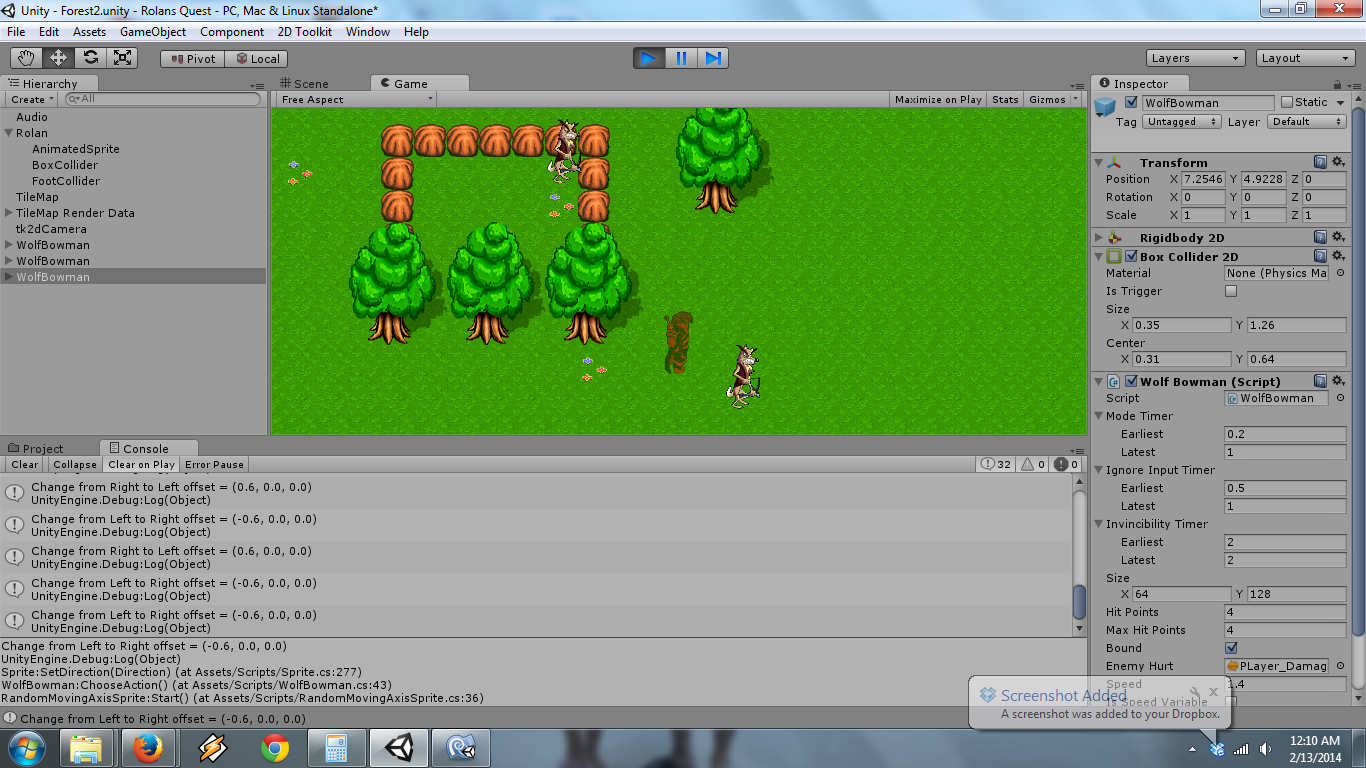 Unity - Forest2.unity - Rolans Quest - PC, Mac & Linux Standalone*
File Edit Assets GameObject Component 2D Toolkit Window Help
Pivot Local Layers Layout
Hierarchy
Create All
Audio
Rolan
AnimatedSprite
BoxCollider
FootCollider
TileMap
TileMap Render Data
tk2dCamera
WolfBowman
WolfBowman
WolfBowman
Scene Game
Free Aspect Maximize on Play Stats Gizmos
Project Console
Clear Collapse Clear on Play Error Pause 32 0 0
Change from Right to Left offset = (0.6, 0.0, 0.0)
UnityEngine.Debug:Log(Object)
Change from Left to Right offset = (-0.6, 0.0, 0.0)
UnityEngine.Debug:Log(Object)
Change from Right to Left offset = (0.6, 0.0, 0.0)
UnityEngine.Debug:Log(Object)
Change from Left to Right offset = (-0.6, 0.0, 0.0)
UnityEngine.Debug:Log(Object)
Change from Left to Right offset = (-0.6, 0.0, 0.0)
UnityEngine.Debug:Log(Object)
Change from Left to Right offset = (-0.6, 0.0, 0.0)
UnityEngine.Debug:Log(Object)
Sprite:SetDirection(Direction) (at Assets/Scripts/Sprite.cs:277)
WolfBowman:ChooseAction() (at Assets/Scripts/WolfBowman.cs:43)
RandomMovingAxisSprite:Start() (at Assets/Scripts/RandomMovingAxisSprite.cs:36)
Change from Left to Right offset = (-0.6, 0.0, 0.0)
Inspector
WolfBowman Static
Tag Untagged Layer Default
Transform
Position X 7.2546 Y 4.9228 Z 0
Rotation X 0 Y 0 Z 0
Scale X 1 Y 1 Z 1
Rigidbody 2D
Box Collider 2D
Material None (Physics Ma
Is Trigger
Size
X 0.35 Y 1.26
Center
X 0.31 Y 0.64
Wolf Bowman (Script)
Script WolfBowman
Mode Timer
Earliest 0.2
Latest 1
Ignore Input Timer
Earliest 0.5
Latest 1
Invincibility Timer
Earliest 2
Latest 2
Size
X 64 Y 128
Hit Points 4
Max Hit Points 4
Bound
Enemy Hurt PLayer_Damag
Speed 1.4
Is Speed Variable
Screenshot Added
A screenshot was added to your Dropbox.
12:10 AM
2/13/2014